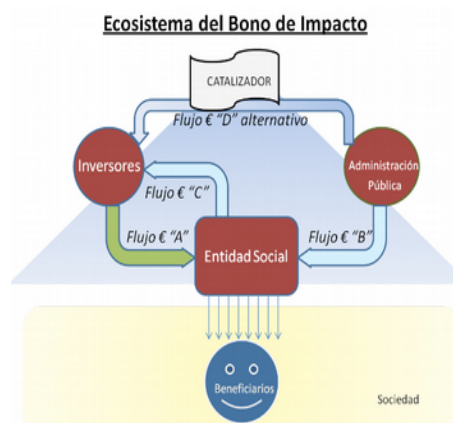 Ecosistema del Bono de Impacto
CATALIZADOR
Flujo € “D” alternativo
Inversores
Administración
Pública
Flujo € “C”
Flujo € “A”
Flujo € “B”
Entidad Social
Beneficiarios
Sociedad